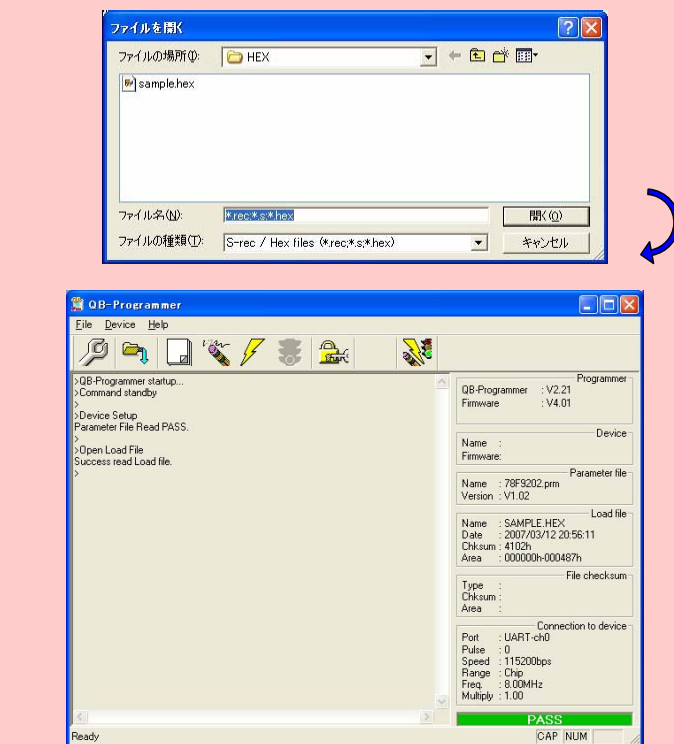 ファイルを開く
ファイルの場所(I): HEX
sample.hex
ファイル名(N): *.rec;*.s;*.hex 開く(O)
ファイルの種類(T): S-rec / Hex files (*.rec;*.s;*.hex) キャンセル
QB-Programmer
File Device Help
>QB-Programmer startup...
>Command standby
>
>Device Setup
Parameter File Read PASS.
>
>Open Load File
Success read Load file.
>
Programmer
QB-Programmer : V2.21
Firmware : V4.01
Device
Name :
Firmware:
Parameter file
Name : 78F9202.prm
Version : V1.02
Load file
Name : SAMPLE.HEX
Date : 2007/03/12 20:56:11
Chksum : 4102h
Area : 000000h-000487h
File checksum
Type :
Chksum :
Area :
Connection to device
Port : UART-ch0
Pulse : 0
Speed : 115200bps
Range : Chip
Freq. : 8.00MHz
Multiply : 1.00
PASS
Ready CAP NUM